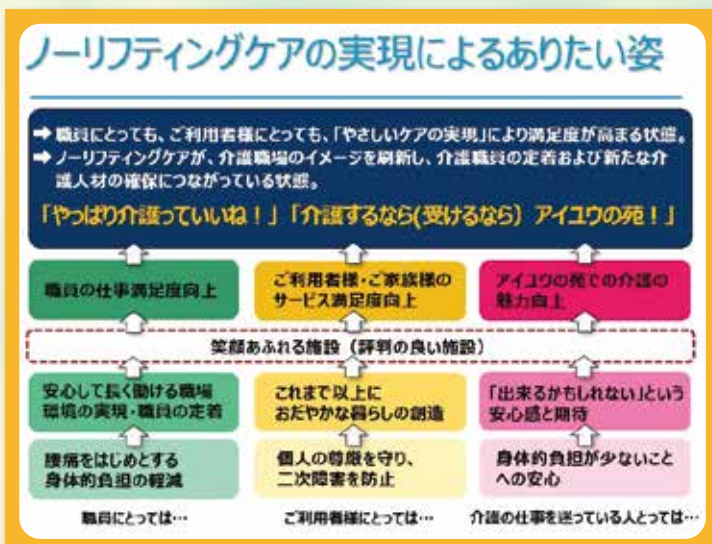 ノーリフティングケアの実現によるありたい姿
➡ 職員にとっても、ご利用者様にとっても、「やさしいケアの実現」により満足度が高まる状態。
➡ ノーリフティングケアが、介護職場のイメージを刷新し、介護職員の定着および新たな介
護人材の確保につながっている状態。
「やっぱり介護っていいね！」「介護するなら(受けるなら) アイユウの苑！」
職員の仕事満足度向上
ご利用者様・ご家族様の
サービス満足度向上
アイユウの苑での介護の
魅力向上
笑顔あふれる施設（評判の良い施設）
安心して長く働ける職場
環境の実現・職員の定着
これまで以上に
おだやかな暮らしの創造
「出来るかもしれない」という
安心感と期待
腰痛をはじめとする
身体的負担の軽減
個人の尊厳を守り、
二次障害を防止
身体的負担が少ないこと
への安心
職員にとっては…
ご利用者様にとっては…
介護の仕事を迷っている人とっては…